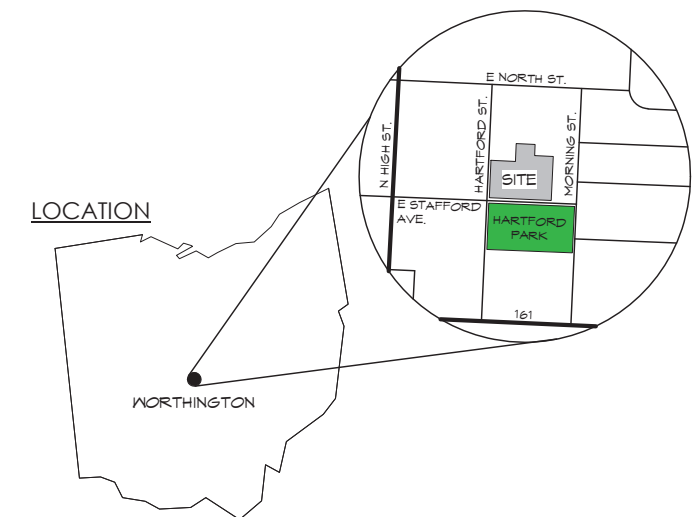 E NORTH ST.
N HIGH ST.
HARTFORD ST.
MORNING ST.
SITE
LOCATION
E STAFFORD
AVE.
HARTFORD
PARK
161
WORTHINGTON